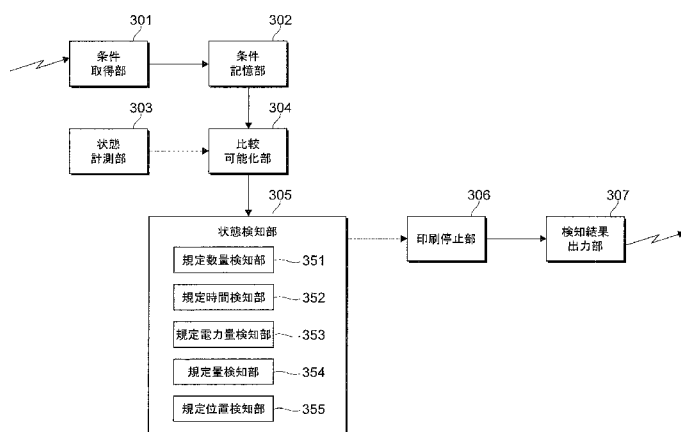 301
条件
取得部
302
条件
記憶部
303
状態
計測部
304
比較
可能化部
305
状態検知部
規定数量検知部
351
規定時間検知部
352
規定電力量検知部
353
規定量検知部
354
規定位置検知部
355
306
印刷停止部
307
検知結果
出力部